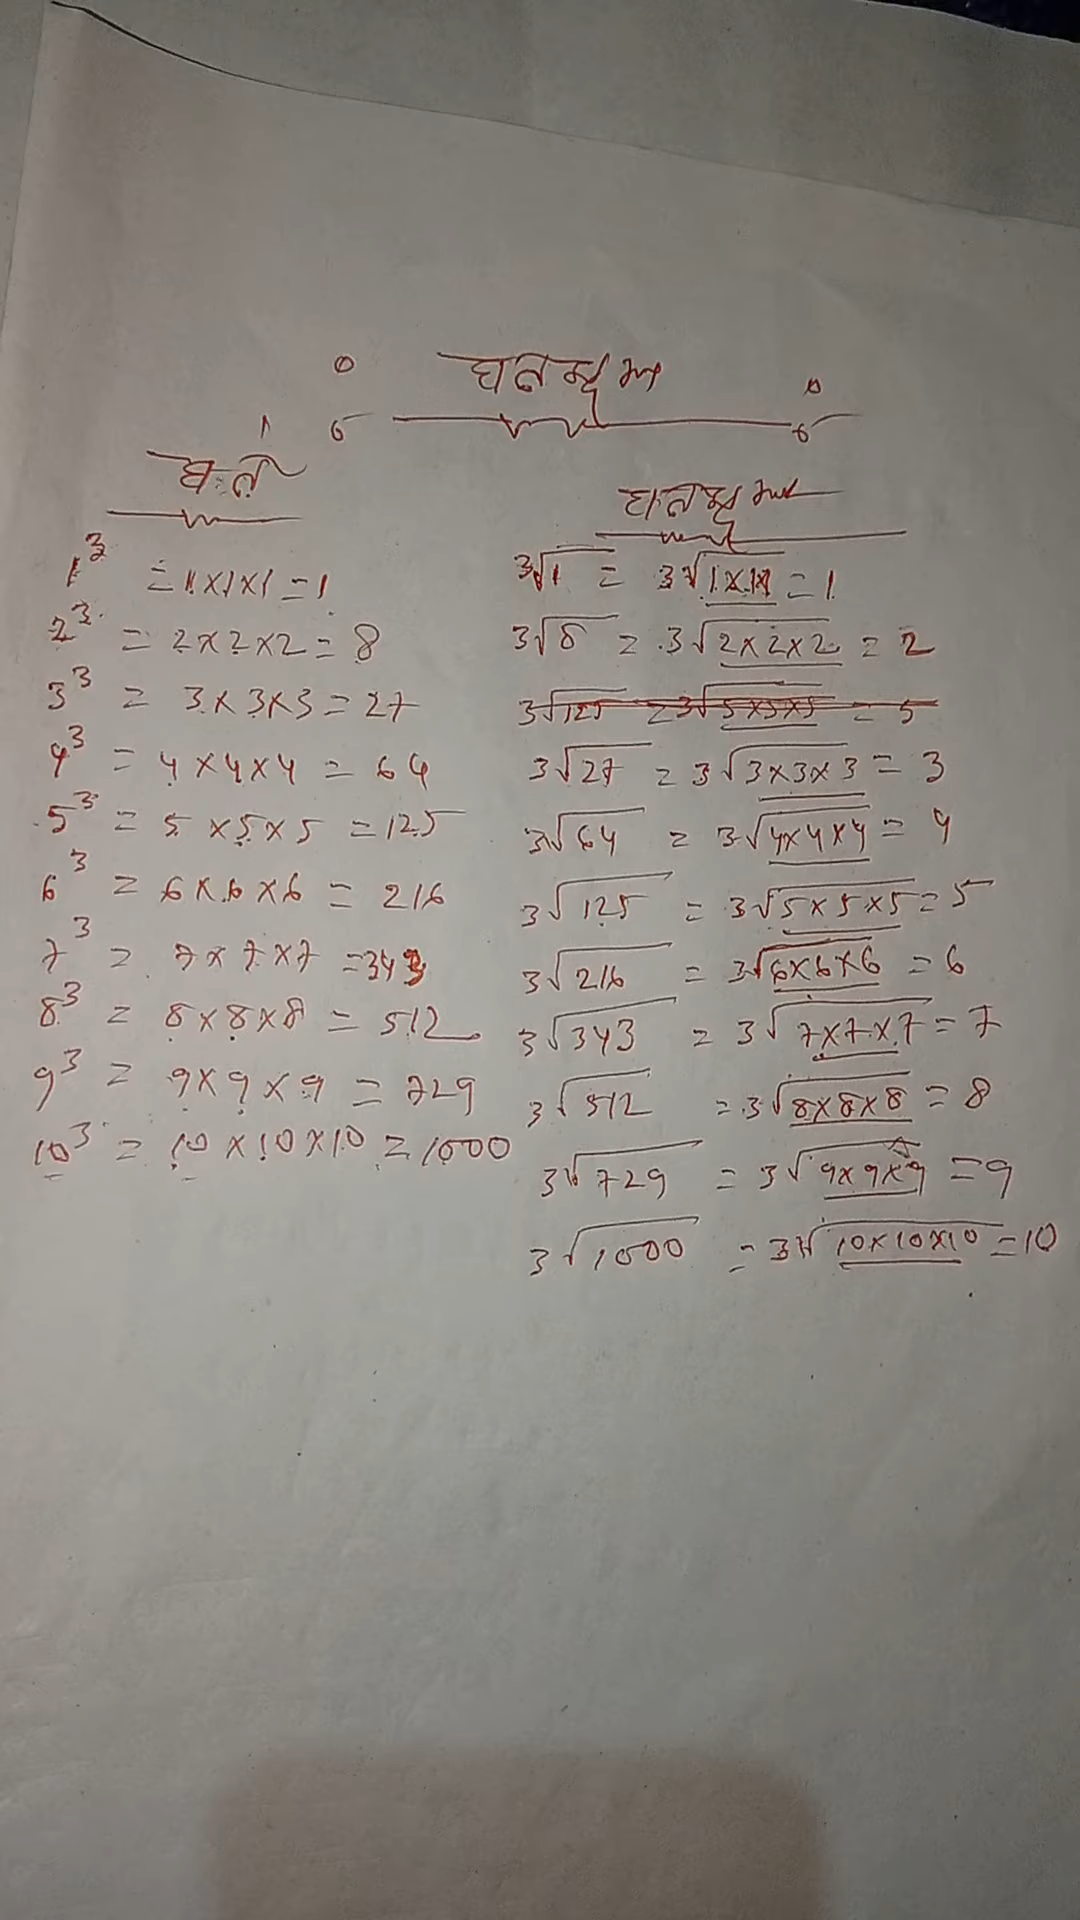 ঘনমূল
ঘন
1³ = 1×1×1 = 1
2³ = 2×2×2 = 8
3³ = 3×3×3 = 27
4³ = 4×4×4 = 64
5³ = 5×5×5 = 125
6³ = 6×6×6 = 216
7³ = 7×7×7 = 343
8³ = 8×8×8 = 512
9³ = 9×9×9 = 729
10³ = 10×10×10 = 1000
ঘনমূল
3√1 = 3√1×1×1 = 1
3√8 = 3√2×2×2 = 2
3√125 = 3√5×5×5 = 5
3√27 = 3√3×3×3 = 3
3√64 = 3√4×4×4 = 4
3√125 = 3√5×5×5 = 5
3√216 = 3√6×6×6 = 6
3√343 = 3√7×7×7 = 7
3√512 = 3√8×8×8 = 8
3√729 = 3√9×9×9 = 9
3√1000 = 3√10×10×10 = 10